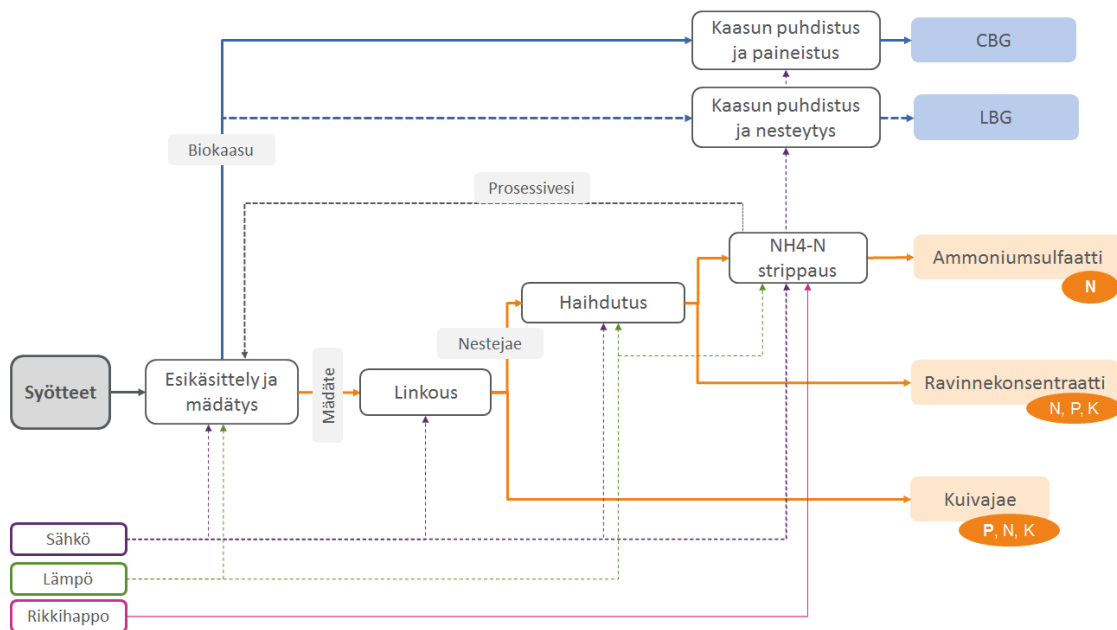 Kaasun puhdistus
ja paineistus
CBG
Kaasun puhdistus
ja nesteytys
LBG
Biokaasu
Prosessivesi
NH4-N
strippaus
Ammoniumsulfaatti
N
Haihdutus
Nestejae
Syötteet
Esikäsittely ja
mädätys
Mädäte
Linkous
Ravinnekonsentraatti
N, P, K
Kuivajae
P, N, K
Sähkö
Lämpö
Rikkihappo